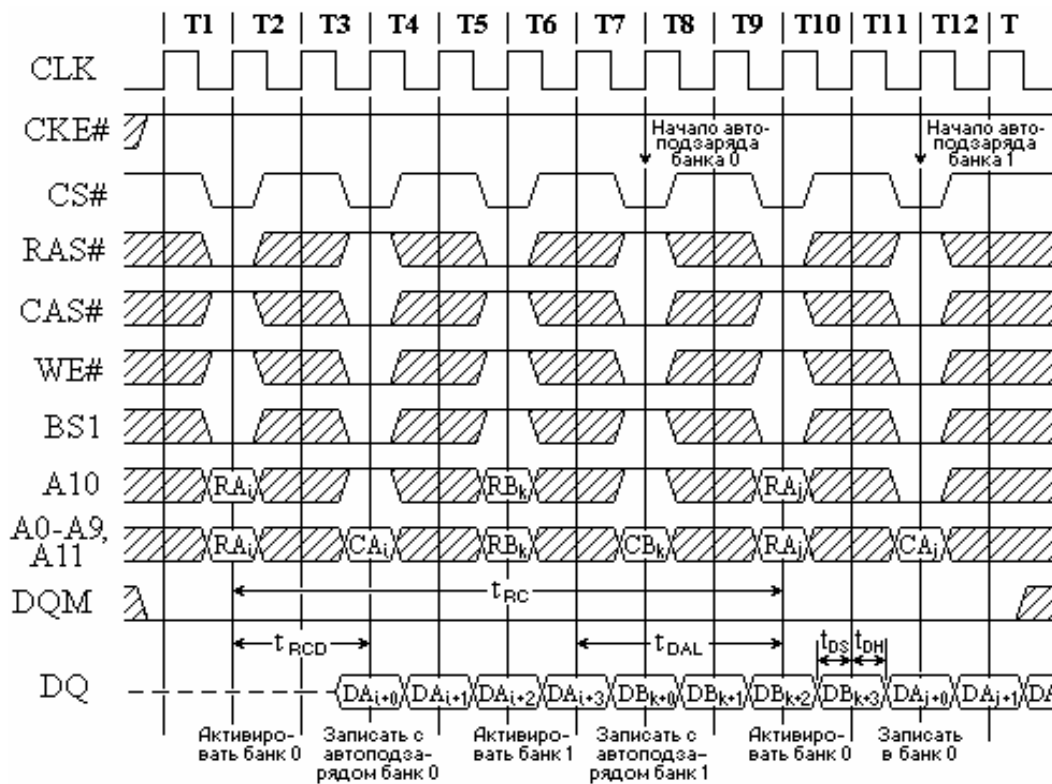 T1 T2 T3 T4 T5 T6 T7 T8 T9 T10 T11 T12 T
CLK
CKE#
Начало авто-
подзаряда
банка 0
Начало авто-
подзаряда
банка 1
CS#
RAS#
CAS#
WE#
BS1
A10 RAi RBk RAj
A0-A9,
A11
RAi CAi RBk CBk RAj CAj
DQM
tRC
tRCD tDAL tDS tDH
DQ DAi+0 DAi+1 DAi+2 DAi+3 DBk+0 DBk+1 DBk+2 DBk+3 DAj+0 DAj+1 DA
Активиро-
вать банк 0
Записать с
автоподза-
рядом банк 0
Активиро-
вать банк 1
Записать с
автоподза-
рядом банк 1
Активиро-
вать банк 0
Записать
в банк 0